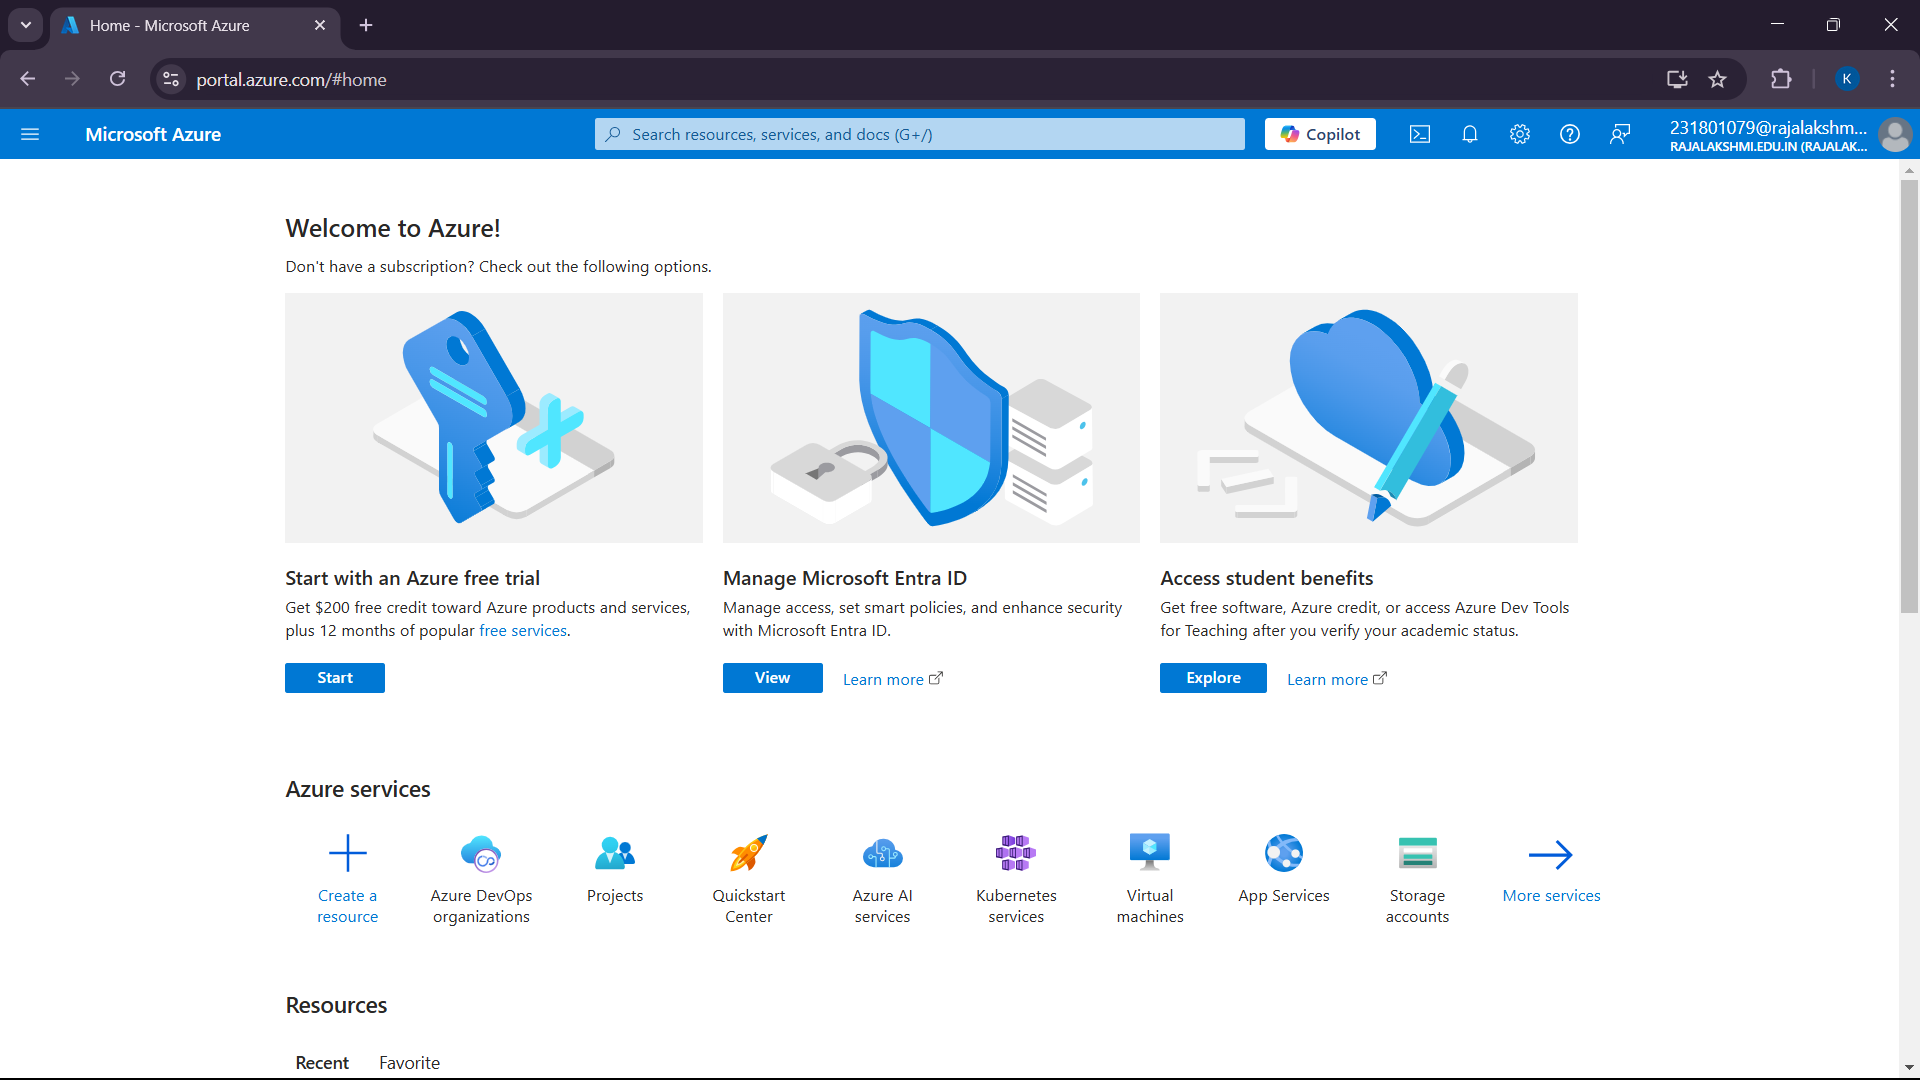 Home - Microsoft Azure
portal.azure.com/#home
K
Microsoft Azure
Search resources, services, and docs (G+/)
Copilot
231801079@rajalakshm...
RAJALAKSHMI.EDU.IN (RAJALAK...
Welcome to Azure!
Don't have a subscription? Check out the following options.
Start with an Azure free trial
Get $200 free credit toward Azure products and services,
plus 12 months of popular free services.
Start
Manage Microsoft Entra ID
Manage access, set smart policies, and enhance security
with Microsoft Entra ID.
View
Learn more
Access student benefits
Get free software, Azure credit, or access Azure Dev Tools
for Teaching after you verify your academic status.
Explore
Learn more
Azure services
Create a
resource
Azure DevOps
organizations
Projects
Quickstart
Center
Azure AI
services
Kubernetes
services
Virtual
machines
App Services
Storage
accounts
More services
Resources
Recent
Favorite